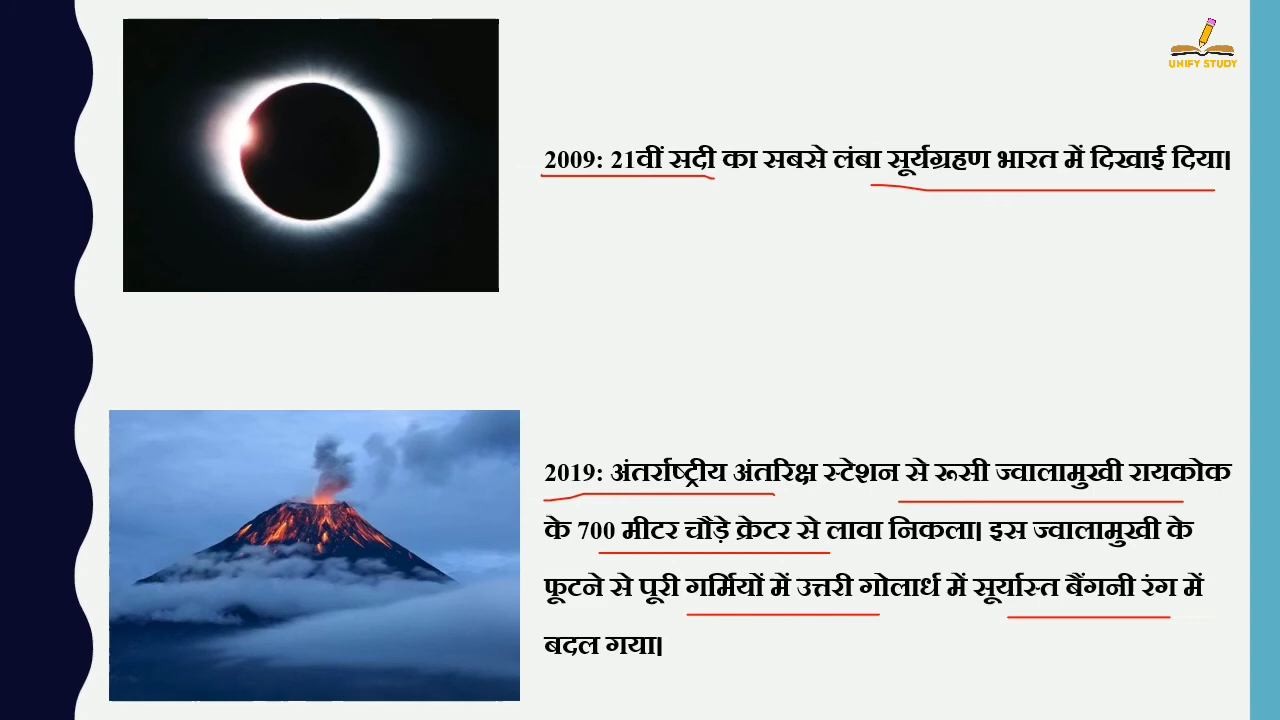 UNIFY STUDY
2009: 21वीं सदी का सबसे लंबा सूर्यग्रहण भारत में दिखाई दिया।
2019: अंतर्राष्ट्रीय अंतरिक्ष स्टेशन से रूसी ज्वालामुखी रायकोक
के 700 मीटर चौड़े क्रेटर से लावा निकला। इस ज्वालामुखी के
फूटने से पूरी गर्मियों में उत्तरी गोलार्ध में सूर्यास्त बैंगनी रंग में
बदल गया।